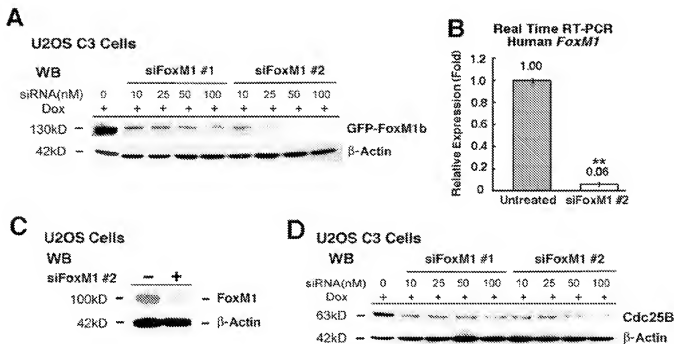 A
U2OS C3 Cells
WB
siFoxM1 #1
siFoxM1 #2
siRNA(nM) 0 10 25 50 100 10 25 50 100
Dox + + + + + + + + +
130kD – GFP-FoxM1b
42kD – β-Actin
B
Real Time RT-PCR
Human FoxM1
Relative Expression (Fold)
1.2
1.0
0.8
0.6
0.4
0.2
0
1.00
**
0.06
Untreated siFoxM1 #2
C
U2OS Cells
WB
siFoxM1 #2 – +
100kD – – FoxM1
42kD – – β-Actin
D
U2OS C3 Cells
WB
siFoxM1 #1
siFoxM1 #2
siRNA(nM) 0 10 25 50 100 10 25 50 100
Dox + + + + + + + + +
63kD – Cdc25B
42kD – β-Actin